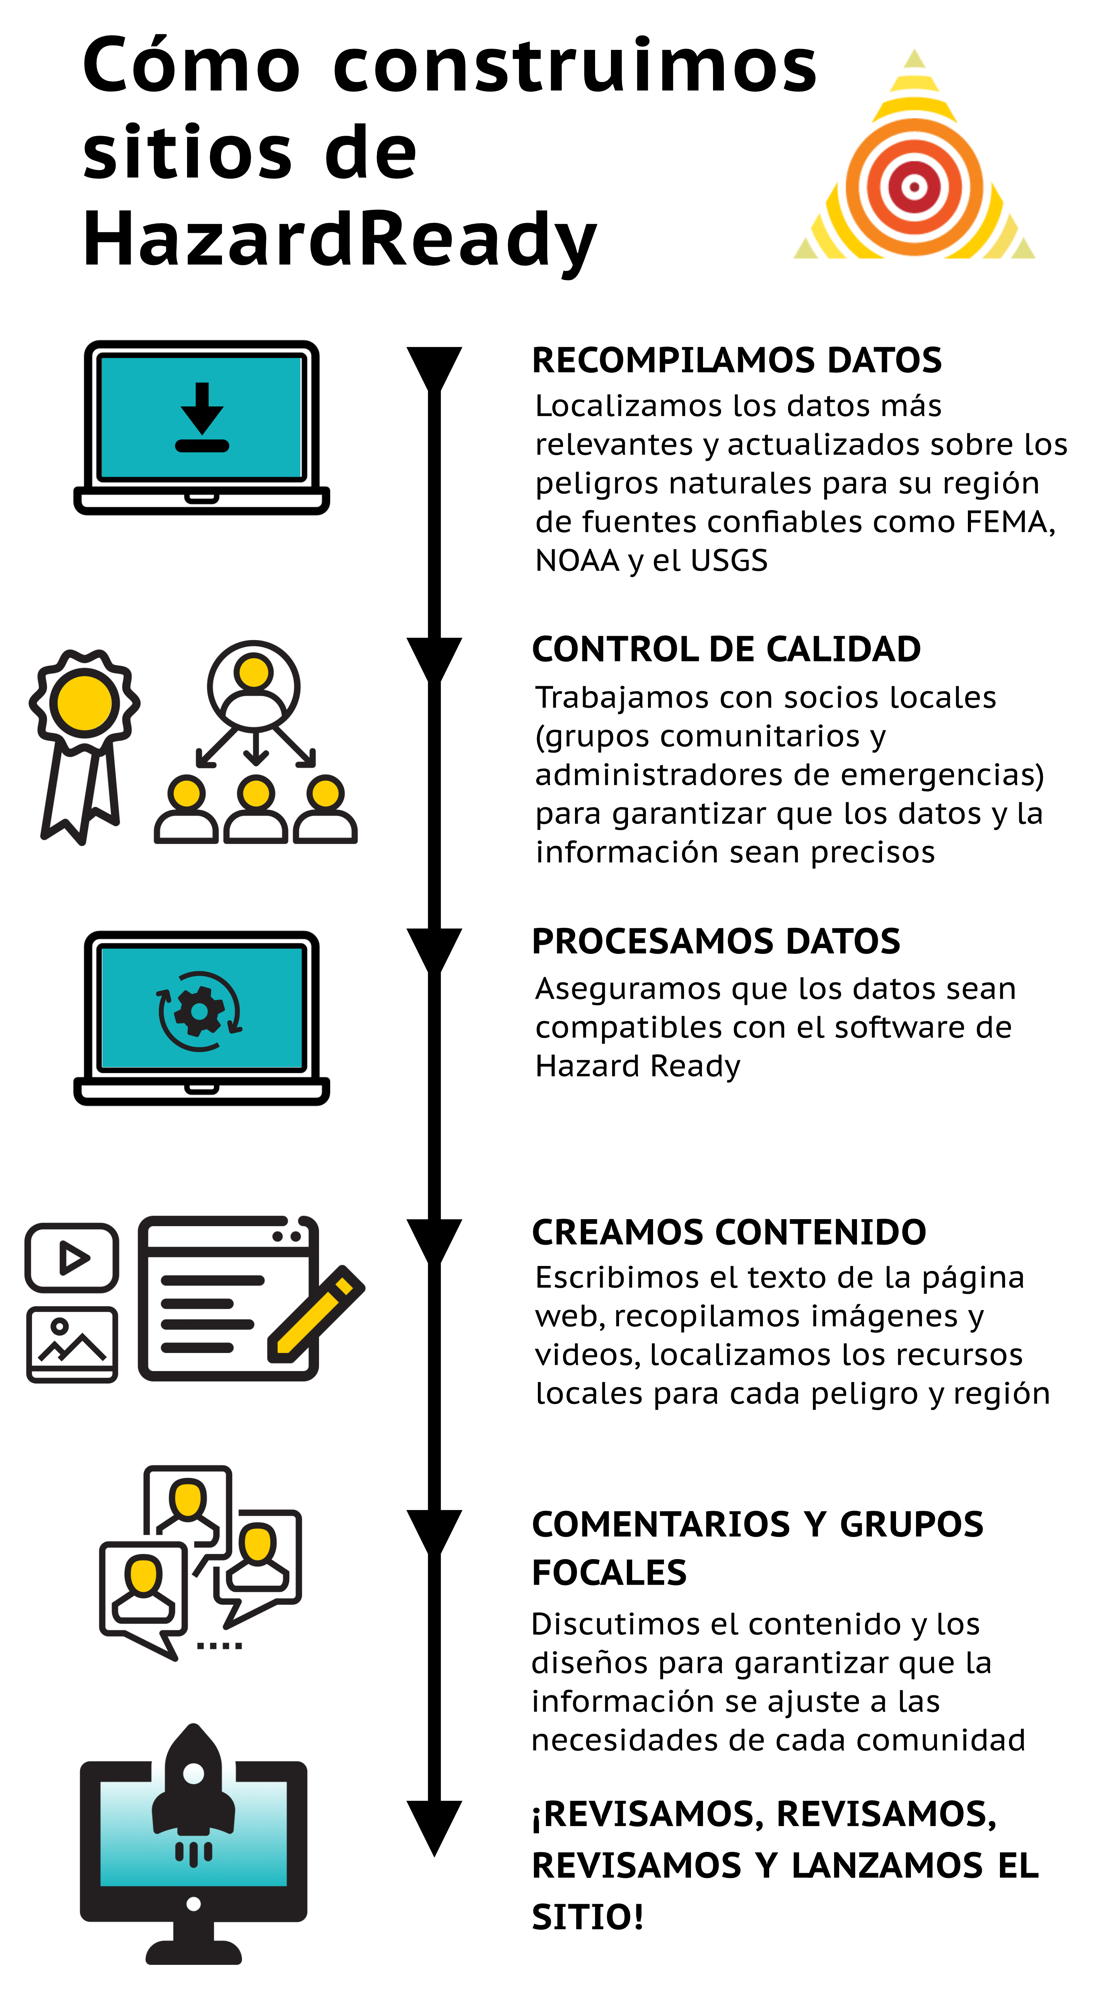 Cómo construimos
sitios de
HazardReady
RECOMPILAMOS DATOS
Localizamos los datos más
relevantes y actualizados sobre los
peligros naturales para su región
de fuentes confiables como FEMA,
NOAA y el USGS
CONTROL DE CALIDAD
Trabajamos con socios locales
(grupos comunitarios y
administradores de emergencias)
para garantizar que los datos y la
información sean precisos
PROCESAMOS DATOS
Aseguramos que los datos sean
compatibles con el software de
Hazard Ready
CREAMOS CONTENIDO
Escribimos el texto de la página
web, recopilamos imágenes y
videos, localizamos los recursos
locales para cada peligro y región
COMENTARIOS Y GRUPOS
FOCALES
Discutimos el contenido y los
diseños para garantizar que la
información se ajuste a las
necesidades de cada comunidad
¡REVISAMOS, REVISAMOS,
REVISAMOS Y LANZAMOS EL
SITIO!